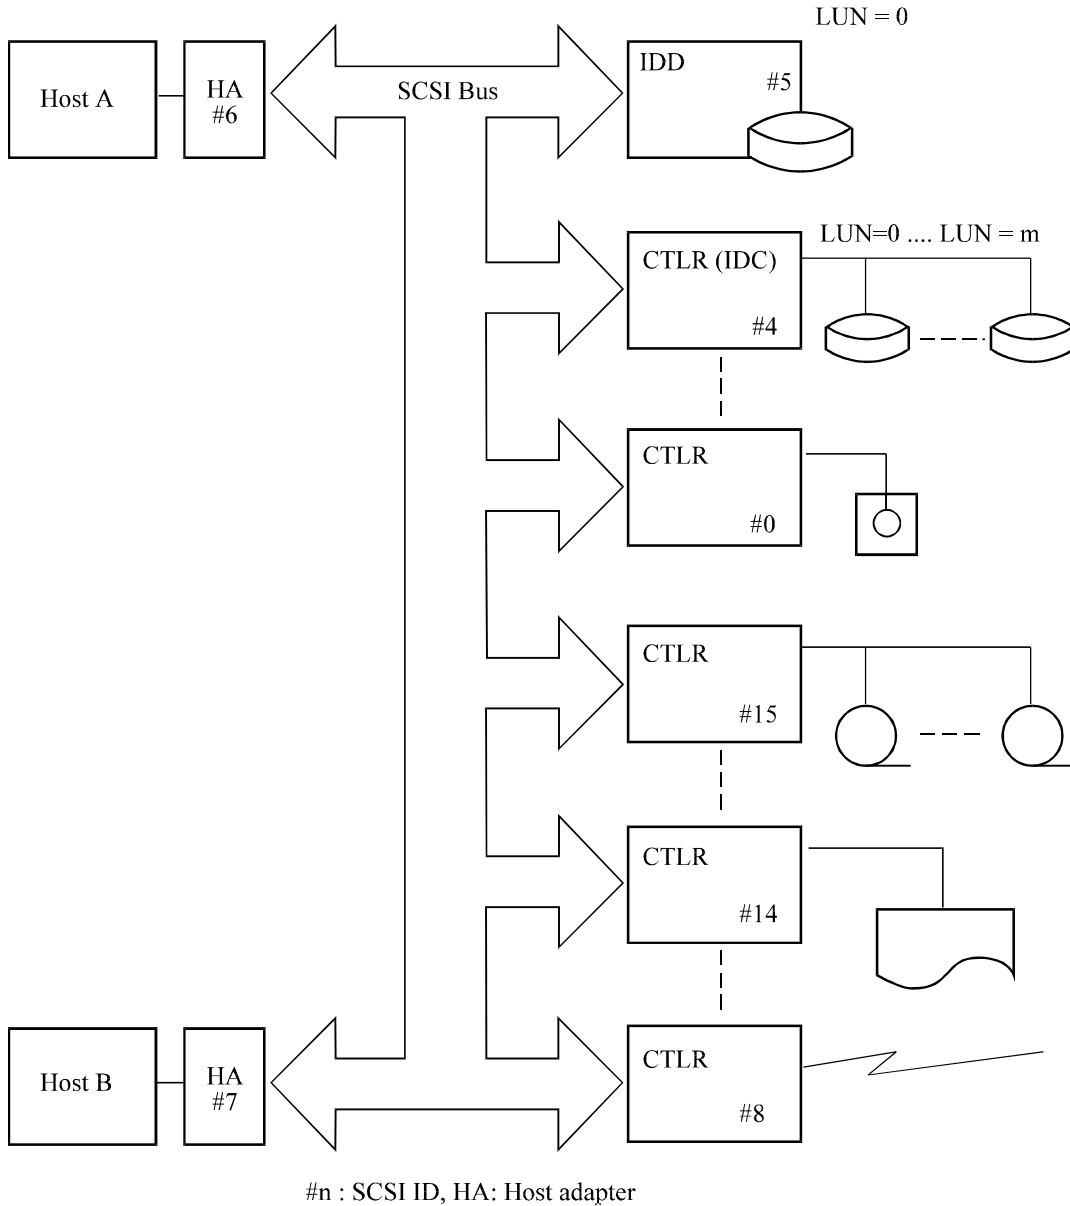 LUN = 0
Host A
HA
#6
SCSI Bus
IDD
#5
LUN=0 .... LUN = m
CTLR (IDC)
#4
CTLR
#0
CTLR
#15
CTLR
#14
Host B
HA
#7
CTLR
#8
#n : SCSI ID, HA: Host adapter